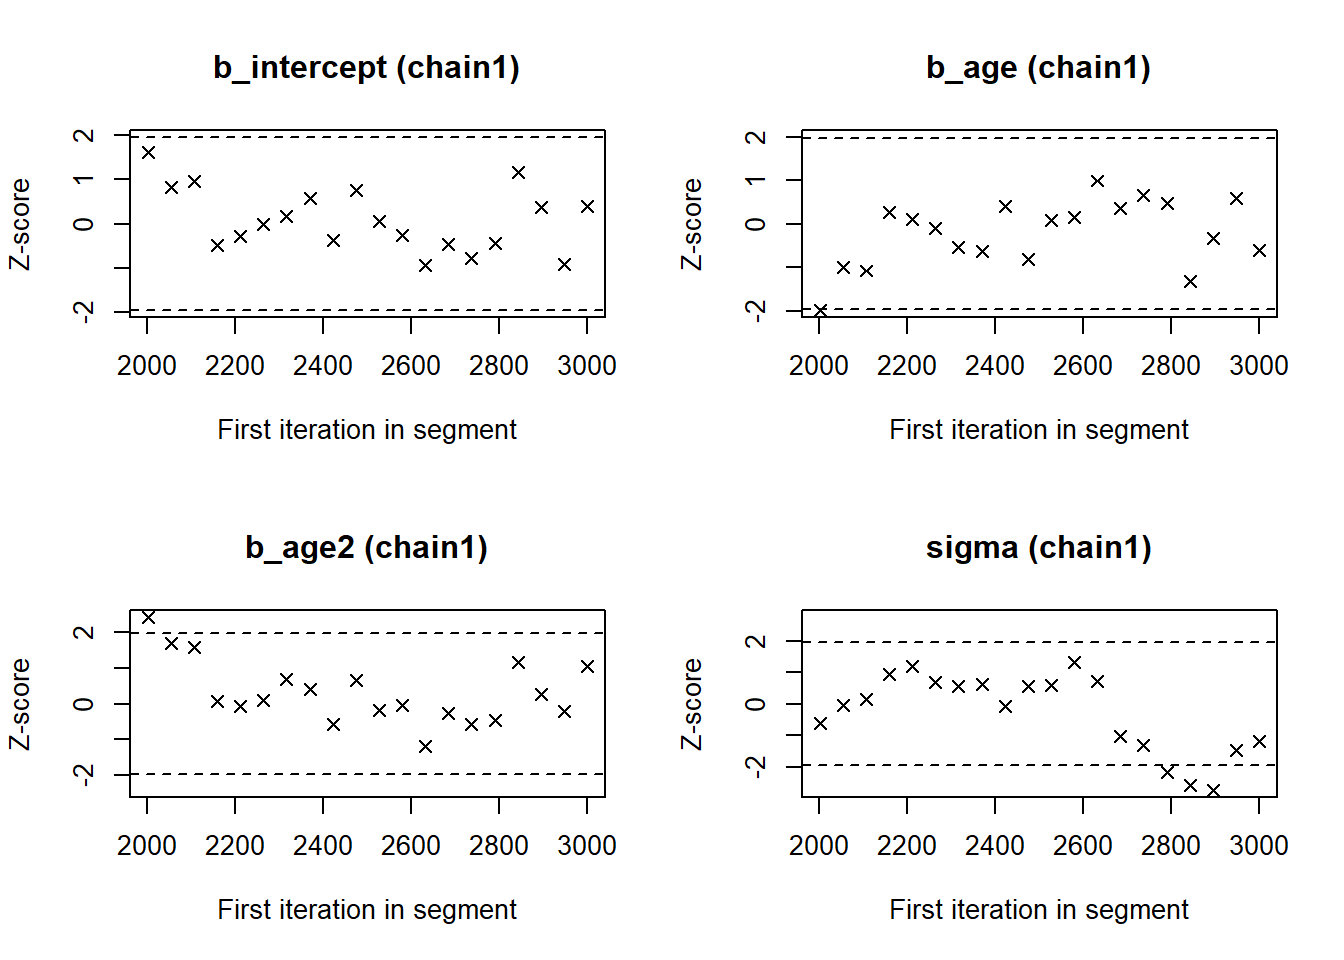 b_intercept (chain1)
Z-score
2
1
0
-2
2000 2200 2400 2600 2800 3000
First iteration in segment
b_age (chain1)
Z-score
2
1
0
-2
2000 2200 2400 2600 2800 3000
First iteration in segment
b_age2 (chain1)
Z-score
2
0
-2
2000 2200 2400 2600 2800 3000
First iteration in segment
sigma (chain1)
Z-score
2
0
-2
2000 2200 2400 2600 2800 3000
First iteration in segment